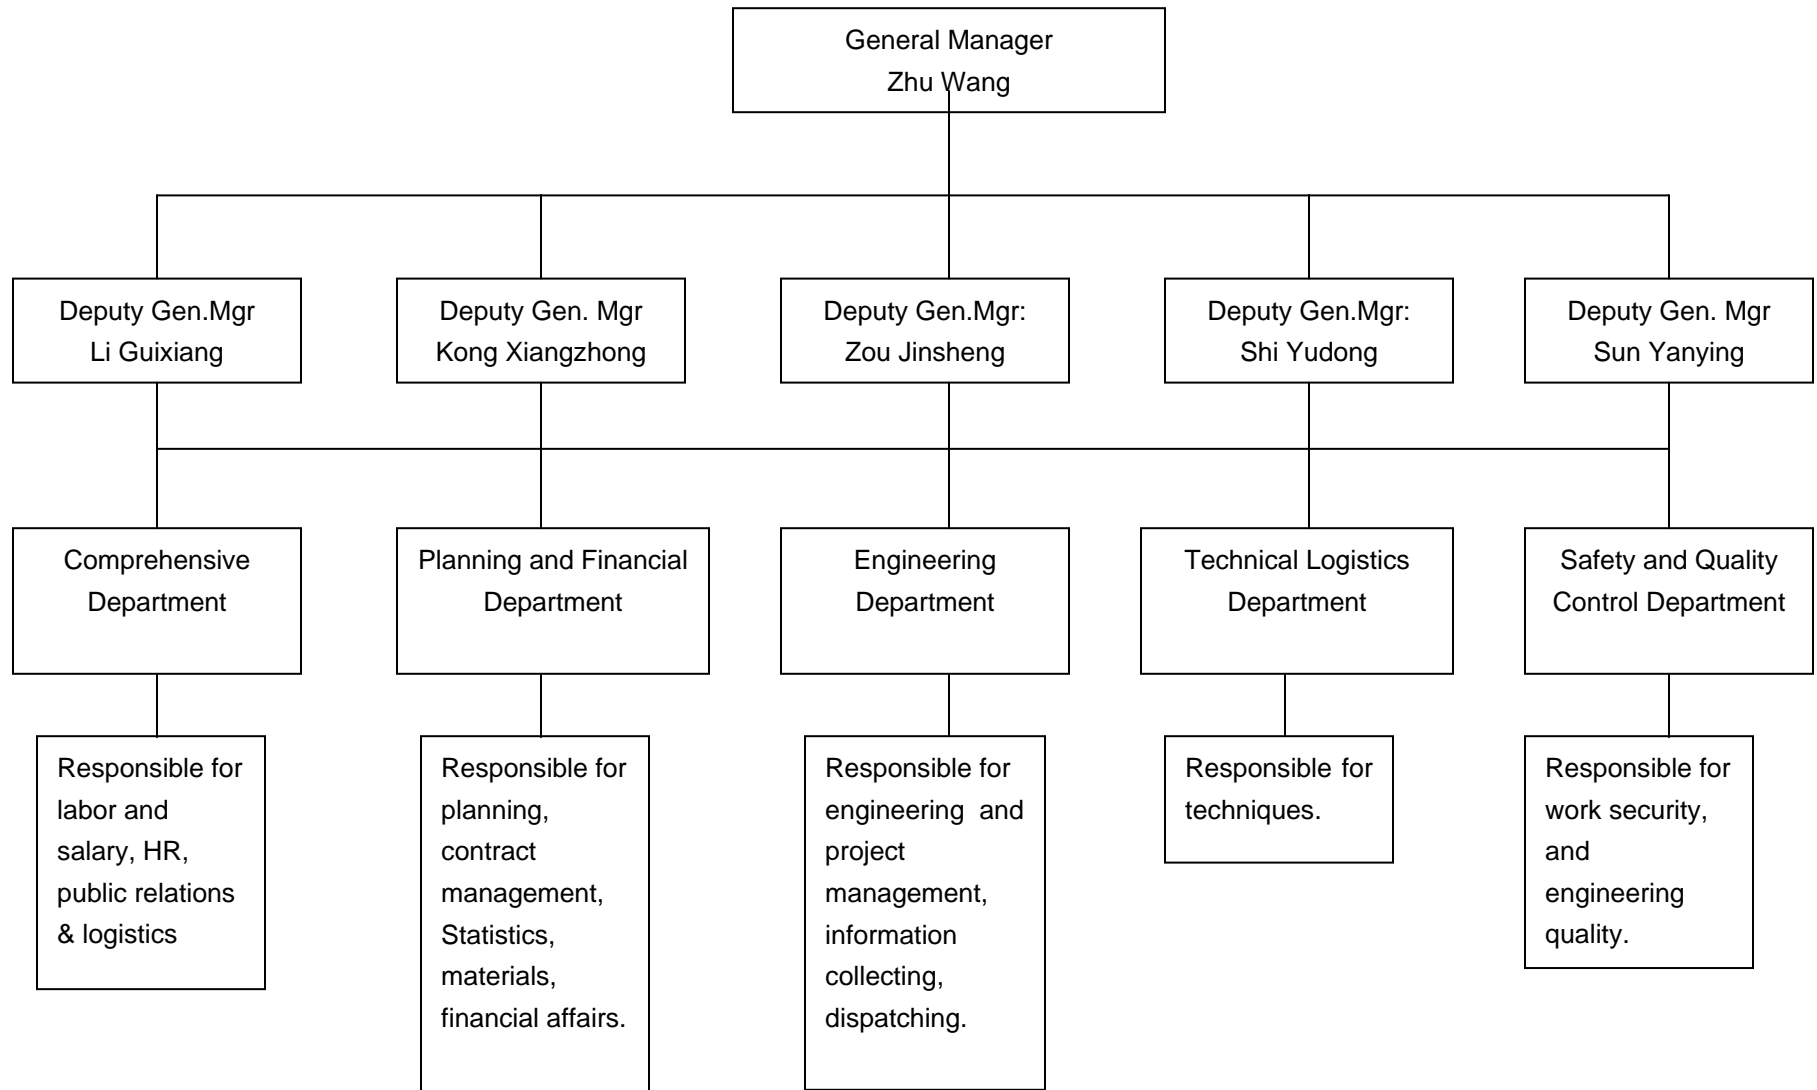 General Manager
Zhu Wang
Deputy Gen.Mgr
Li Guixiang
Deputy Gen. Mgr
Kong Xiangzhong
Deputy Gen.Mgr:
Zou Jinsheng
Deputy Gen.Mgr:
Shi Yudong
Deputy Gen. Mgr
Sun Yanying
Comprehensive
Department
Planning and Financial
Department
Engineering
Department
Technical Logistics
Department
Safety and Quality
Control Department
Responsible for
labor and
salary, HR,
public relations
& logistics
Responsible for
planning,
contract
management,
Statistics,
materials,
financial affairs.
Responsible for
engineering and
project
management,
information
collecting,
dispatching.
Responsible for
techniques.
Responsible for
work security,
and
engineering
quality.